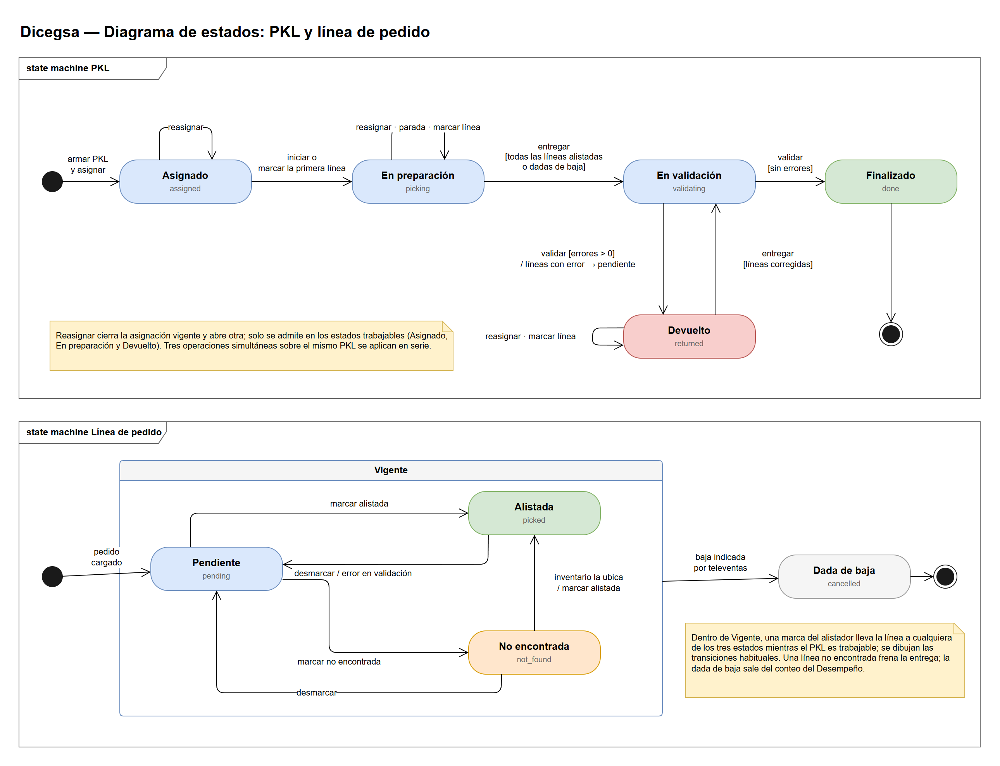 Dicegsa — Diagrama de estados: PKL y línea de pedido
state machine PKL
reasignar
reasignar · parada · marcar línea
armar PKL
y asignar
Asignado
assigned
iniciar o
marcar la primera línea
En preparación
picking
entregar
[todas las líneas alistadas
o dadas de baja]
En validación
validating
validar
[sin errores]
Finalizado
done
validar [errores > 0]
/ líneas con error → pendiente
entregar
[líneas corregidas]
Reasignar cierra la asignación vigente y abre otra; solo se admite en los estados trabajables (Asignado,
En preparación y Devuelto). Tres operaciones simultáneas sobre el mismo PKL se aplican en serie.
reasignar · marcar línea
Devuelto
returned
state machine Línea de pedido
Vigente
marcar alistada
Alistada
picked
pedido
cargado
Pendiente
pending
desmarcar / error en validación
inventario la ubica
/ marcar alistada
baja indicada
por televentas
Dada de baja
cancelled
marcar no encontrada
No encontrada
not_found
desmarcar
Dentro de Vigente, una marca del alistador lleva la línea a cualquiera
de los tres estados mientras el PKL es trabajable; se dibujan las
transiciones habituales. Una línea no encontrada frena la entrega; la
dada de baja sale del conteo del Desempeño.